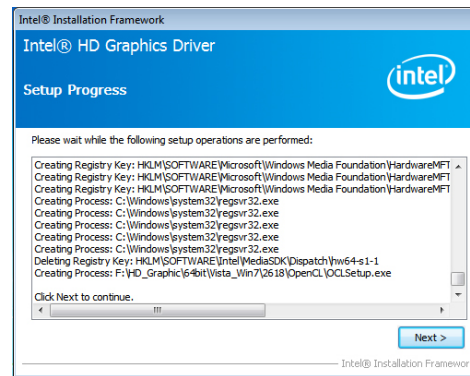 Intel® Installation Framework
Intel® HD Graphics Driver
intel
Setup Progress
Please wait while the following setup operations are performed:
Creating Registry Key: HKLM\SOFTWARE\Microsoft\Windows Media Foundation\HardwareMFT
Creating Registry Key: HKLM\SOFTWARE\Microsoft\Windows Media Foundation\HardwareMFT
Creating Registry Key: HKLM\SOFTWARE\Microsoft\Windows Media Foundation\HardwareMFT
Creating Process: C:\Windows\system32\regsvr32.exe
Creating Process: C:\Windows\system32\regsvr32.exe
Creating Process: C:\Windows\system32\regsvr32.exe
Creating Process: C:\Windows\system32\regsvr32.exe
Creating Process: C:\Windows\system32\regsvr32.exe
Deleting Registry Key: HKLM\SOFTWARE\Intel\MediaSDK\Dispatch\hw64-s1-1
Creating Process: F:\HD_Graphic\64bit\Vista_Win7\2618\OpenCL\OCLSetup.exe
Click Next to continue.
Next >
Intel® Installation Framewor